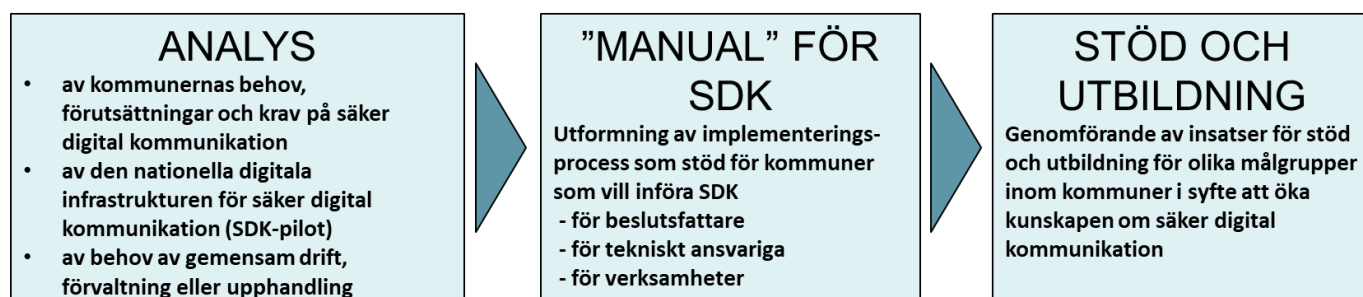 ANALYS
• av kommunernas behov,
förutsättningar och krav på säker
digital kommunikation
• av den nationella digitala
infrastrukturen för säker digital
kommunikation (SDK-pilot)
• av behov av gemensam drift,
förvaltning eller upphandling
”MANUAL” FÖR
SDK
Utformning av implementerings-
process som stöd för kommuner
som vill införa SDK
- för beslutsfattare
- för tekniskt ansvariga
- för verksamheter
STÖD OCH
UTBILDNING
Genomförande av insatser för stöd
och utbildning för olika målgrupper
inom kommuner i syfte att öka
kunskapen om säker digital
kommunikation